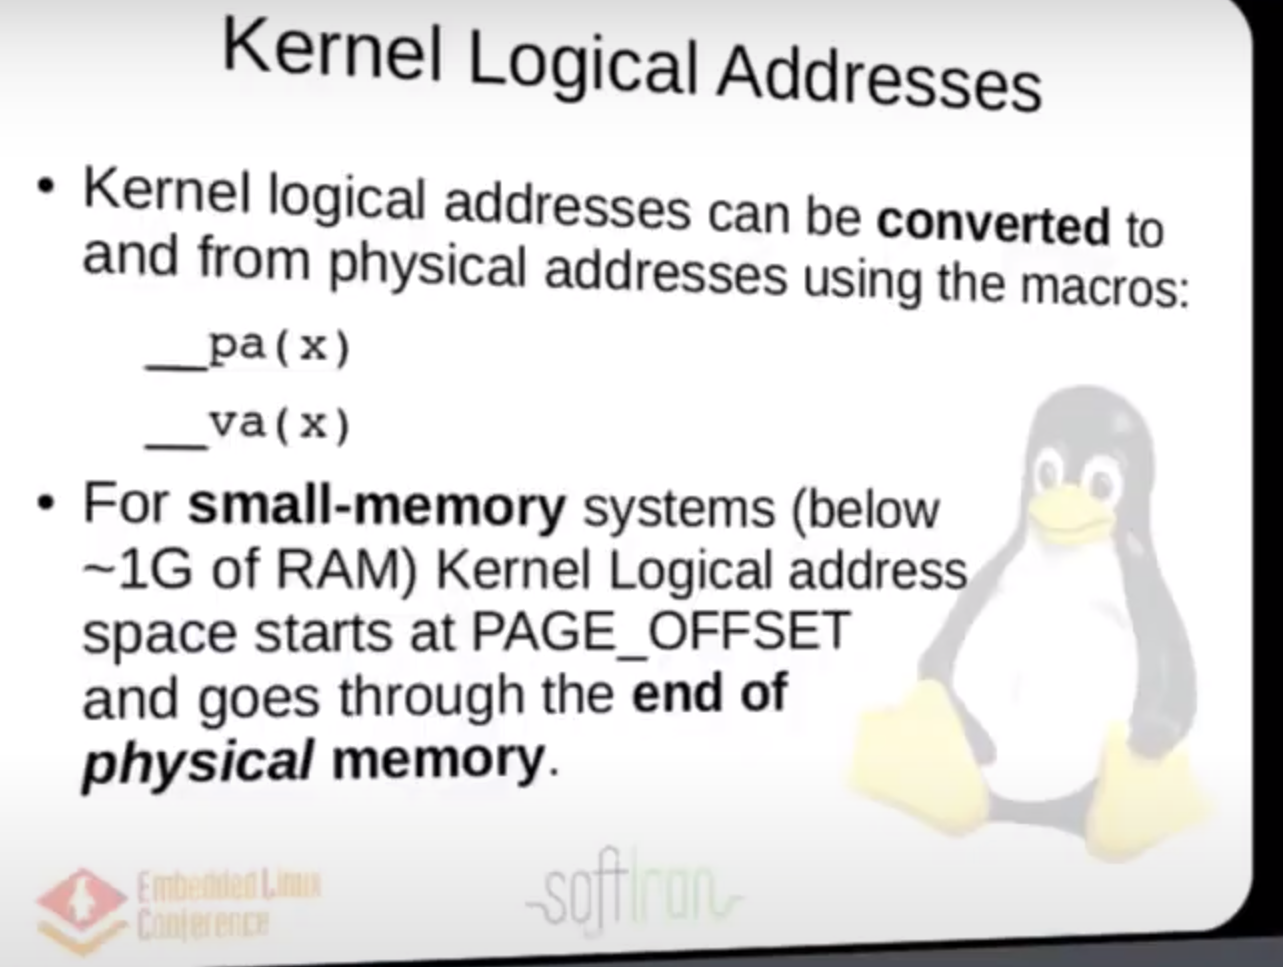 Kernel Logical Addresses
• Kernel logical addresses can be converted to
and from physical addresses using the macros:
__pa(x)
__va(x)
• For small-memory systems (below
~1G of RAM) Kernel Logical address
space starts at PAGE_OFFSET
and goes through the end of
physical memory.
Embedded Linux
Conference
softIron